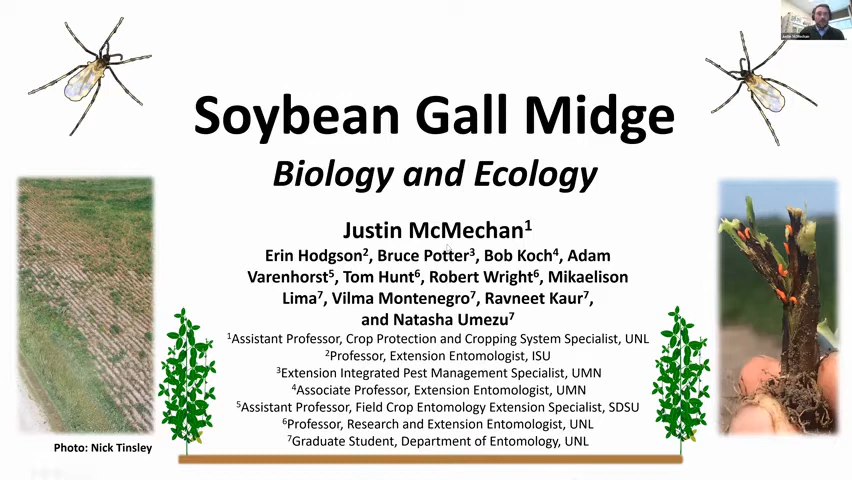 Soybean Gall Midge
Biology and Ecology
Justin McMechan¹
Erin Hodgson², Bruce Potter³, Bob Koch⁴, Adam
Varenhorst⁵, Tom Hunt⁶, Robert Wright⁶, Mikaelison
Lima⁷, Vilma Montenegro⁷, Ravneet Kaur⁷,
and Natasha Umezu⁷
¹Assistant Professor, Crop Protection and Cropping System Specialist, UNL
²Professor, Extension Entomologist, ISU
³Extension Integrated Pest Management Specialist, UMN
⁴Associate Professor, Extension Entomologist, UMN
⁵Assistant Professor, Field Crop Entomology Extension Specialist, SDSU
⁶Professor, Research and Extension Entomologist, UNL
⁷Graduate Student, Department of Entomology, UNL
Photo: Nick Tinsley
Justin McMechan